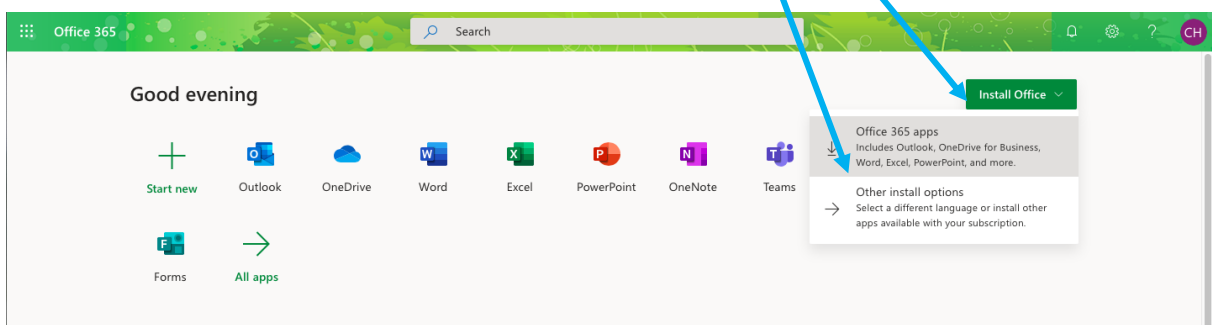 Office 365
Search
CH
Good evening
Install Office
Office 365 apps
Includes Outlook, OneDrive for Business,
Word, Excel, PowerPoint, and more.
Other install options
Select a different language or install other
apps available with your subscription.
Start new
Outlook
OneDrive
Word
Excel
PowerPoint
OneNote
Teams
Forms
All apps